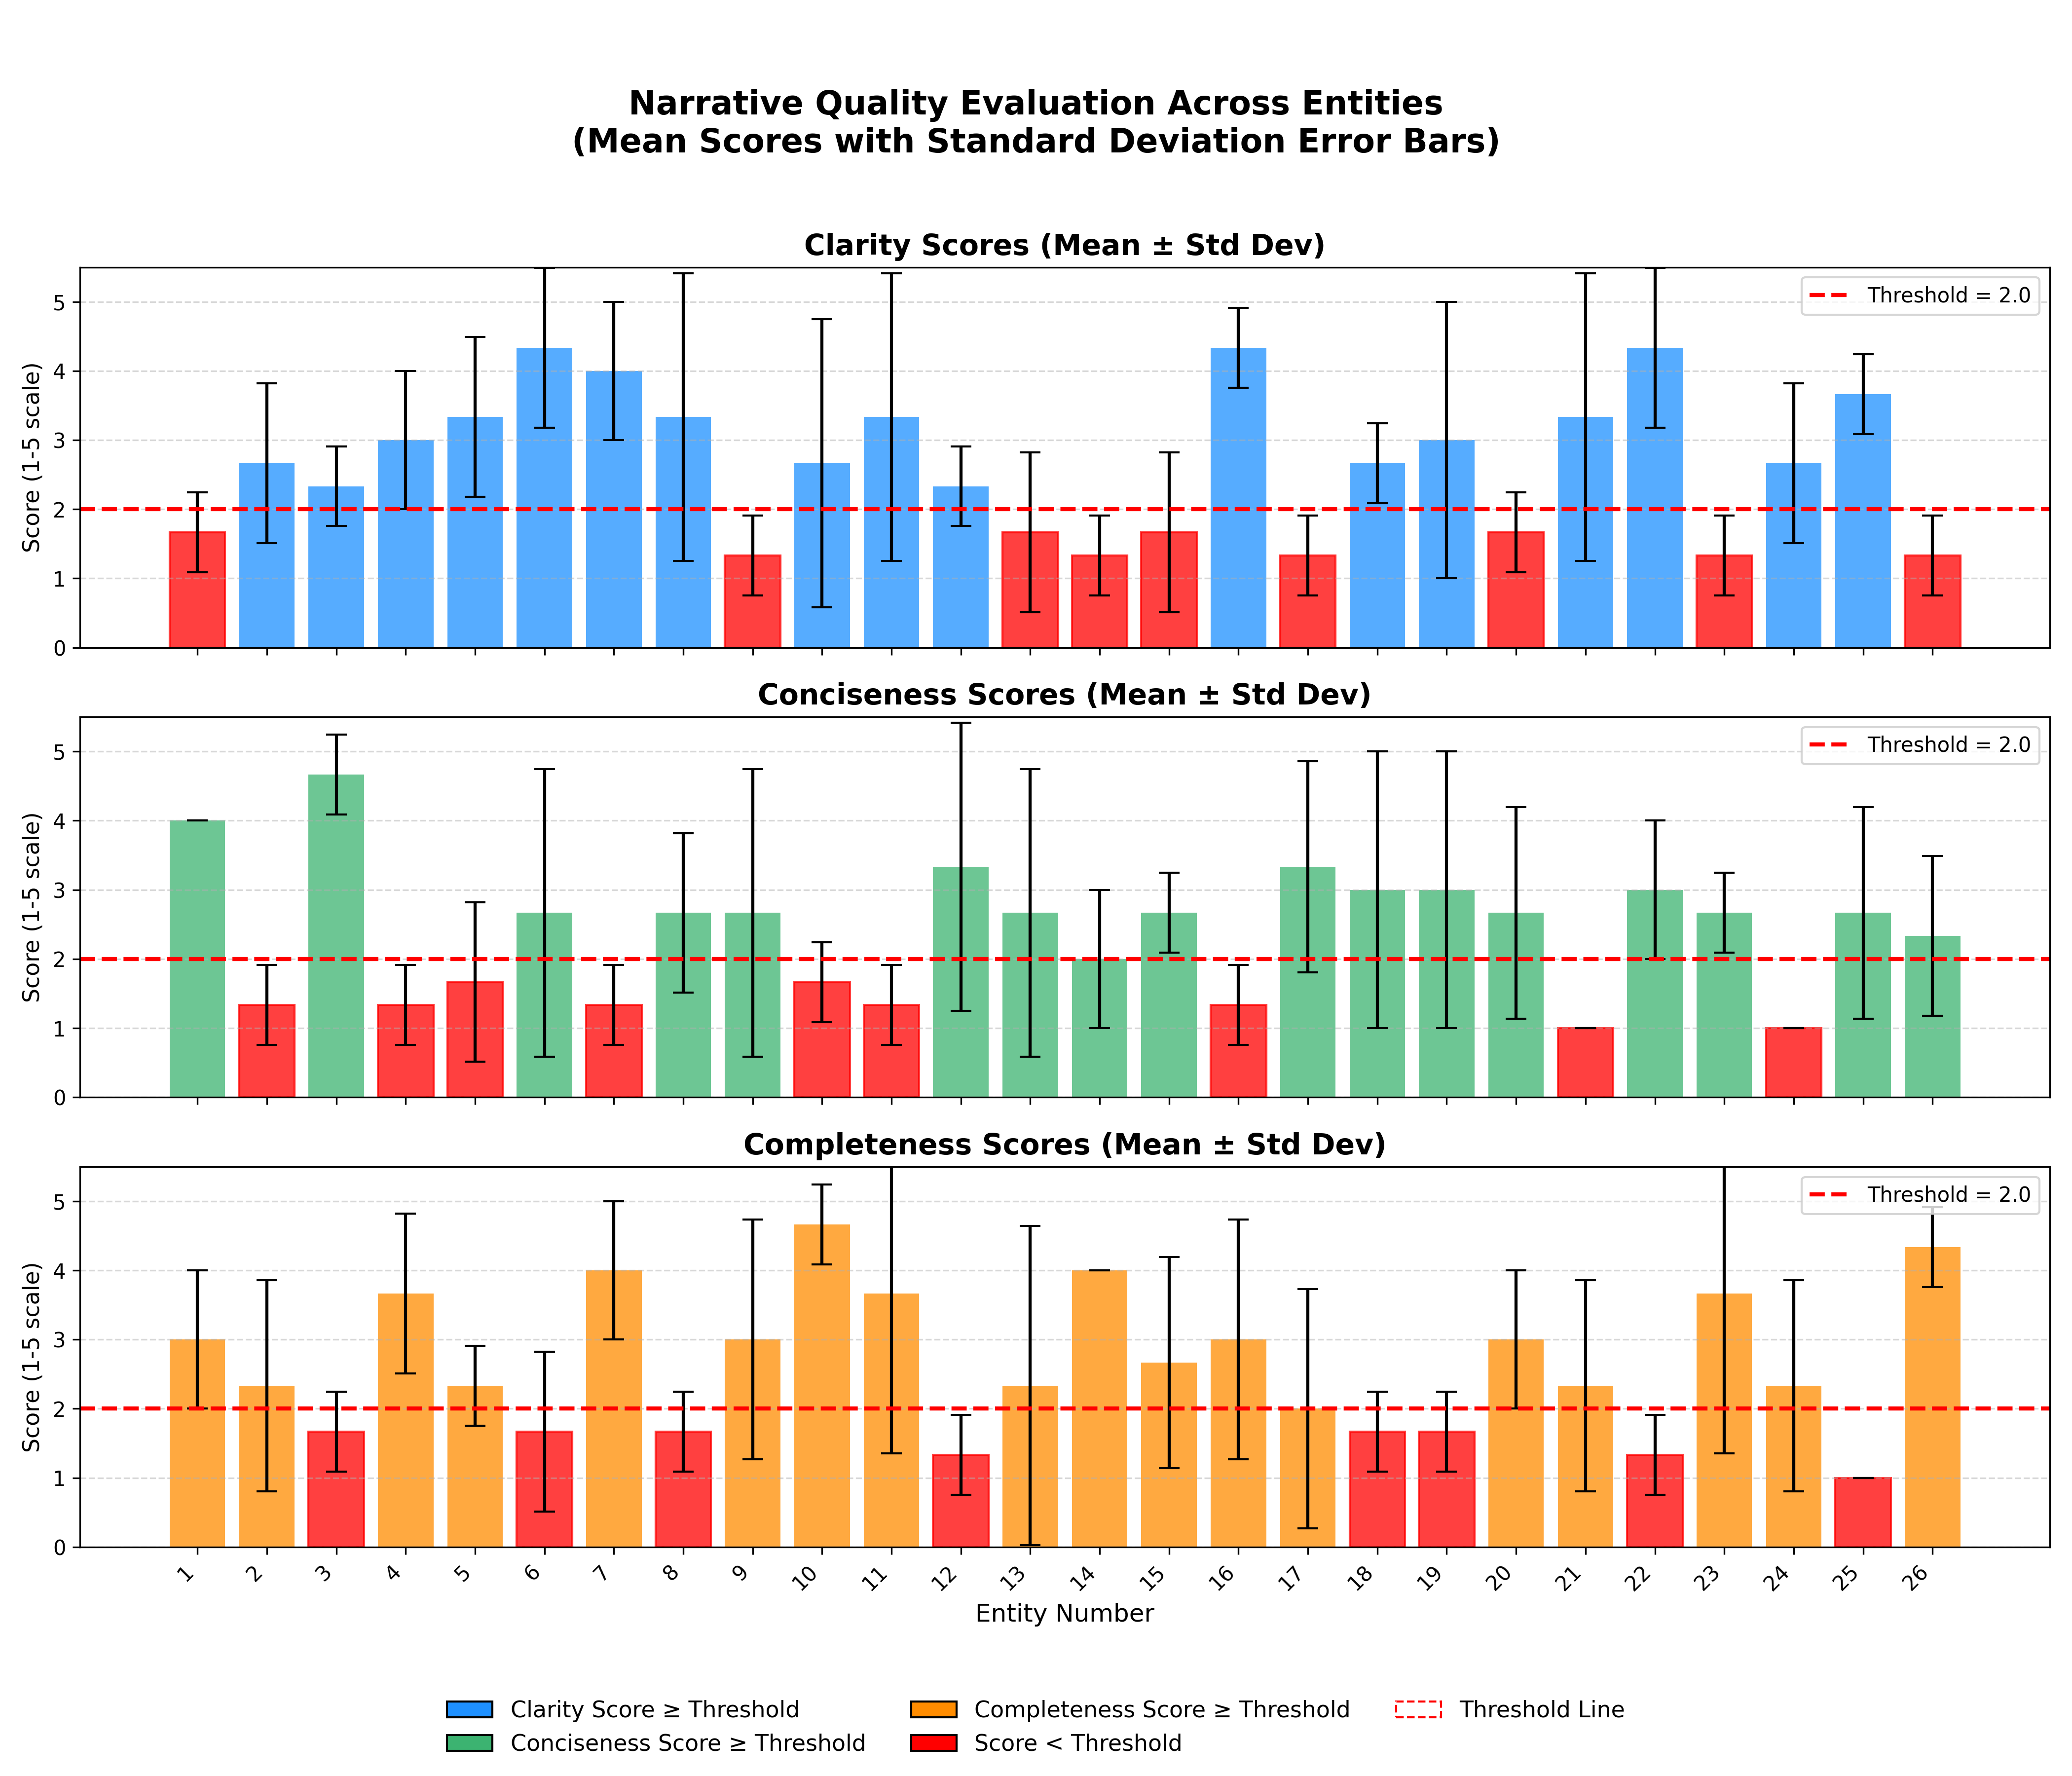 Narrative Quality Evaluation Across Entities
(Mean Scores with Standard Deviation Error Bars)
Clarity Scores (Mean ± Std Dev)
Score (1-5 scale)
5
4
3
2
1
0
Threshold = 2.0
Conciseness Scores (Mean ± Std Dev)
Score (1-5 scale)
5
4
3
2
1
0
Threshold = 2.0
Completeness Scores (Mean ± Std Dev)
Score (1-5 scale)
5
4
3
2
1
0
Threshold = 2.0
1 2 3 4 5 6 7 8 9 10 11 12 13 14 15 16 17 18 19 20 21 22 23 24 25 26
Entity Number
Clarity Score ≥ Threshold
Conciseness Score ≥ Threshold
Completeness Score ≥ Threshold
Score < Threshold
Threshold Line